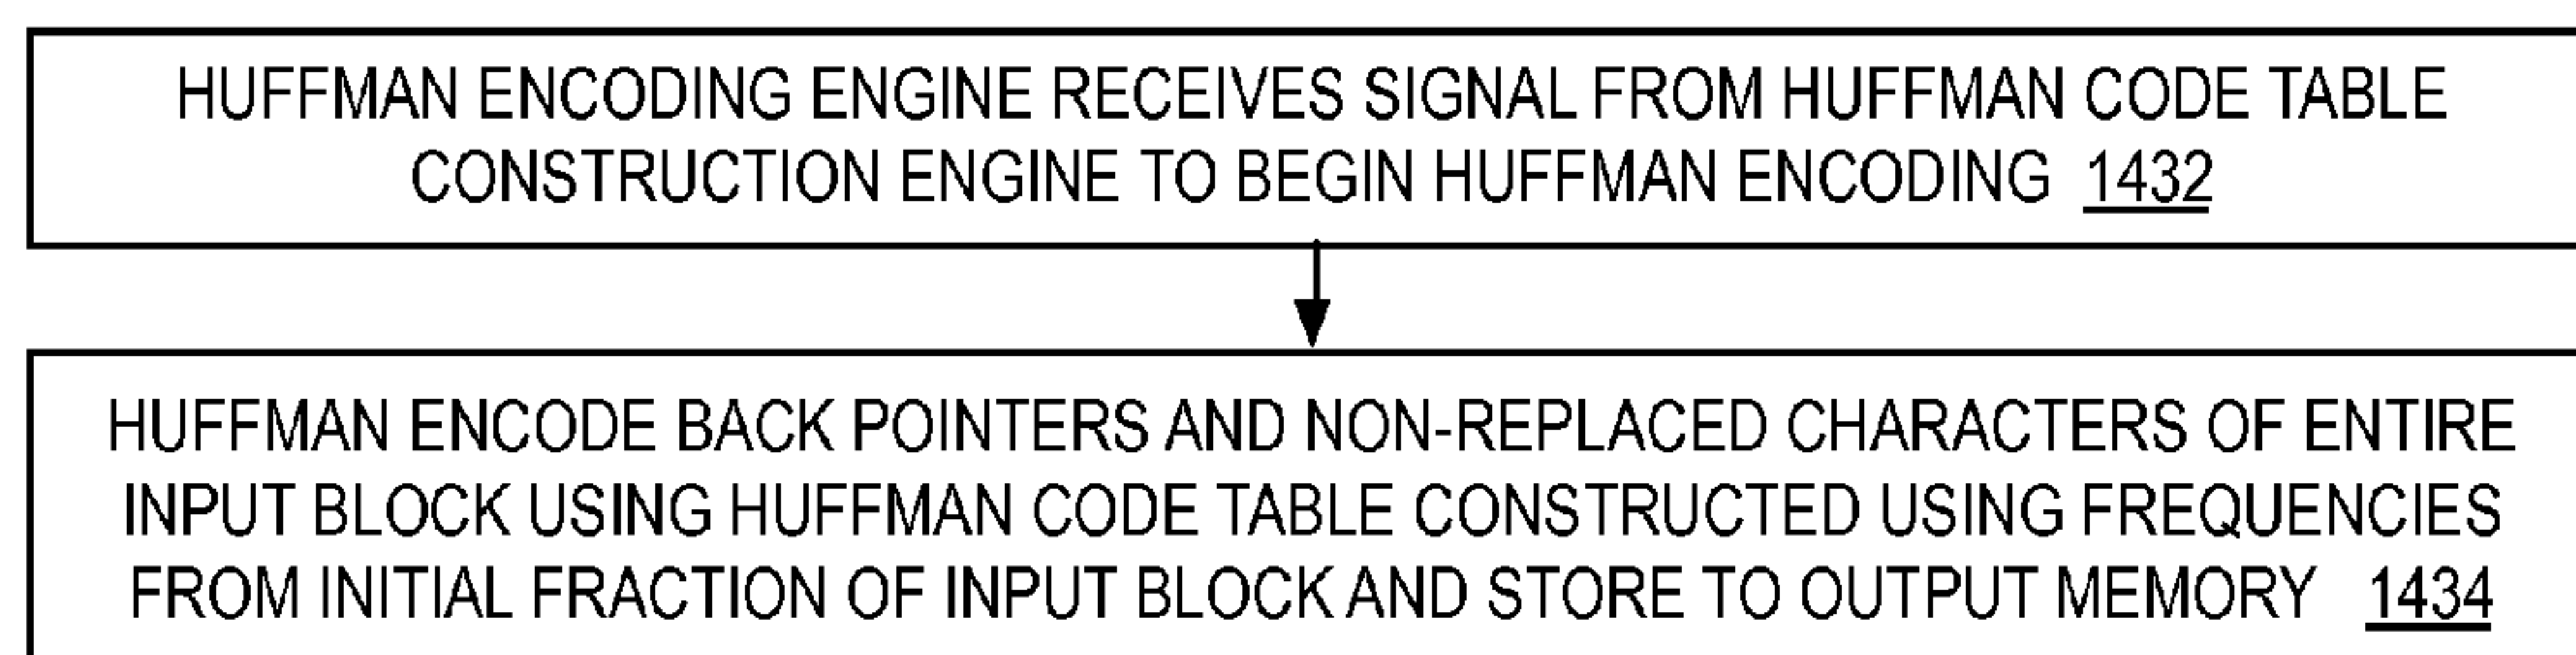 HUFFMAN ENCODING ENGINE RECEIVES SIGNAL FROM HUFFMAN CODE TABLE
CONSTRUCTION ENGINE TO BEGIN HUFFMAN ENCODING 1432
HUFFMAN ENCODE BACK POINTERS AND NON-REPLACED CHARACTERS OF ENTIRE
INPUT BLOCK USING HUFFMAN CODE TABLE CONSTRUCTED USING FREQUENCIES
FROM INITIAL FRACTION OF INPUT BLOCK AND STORE TO OUTPUT MEMORY 1434